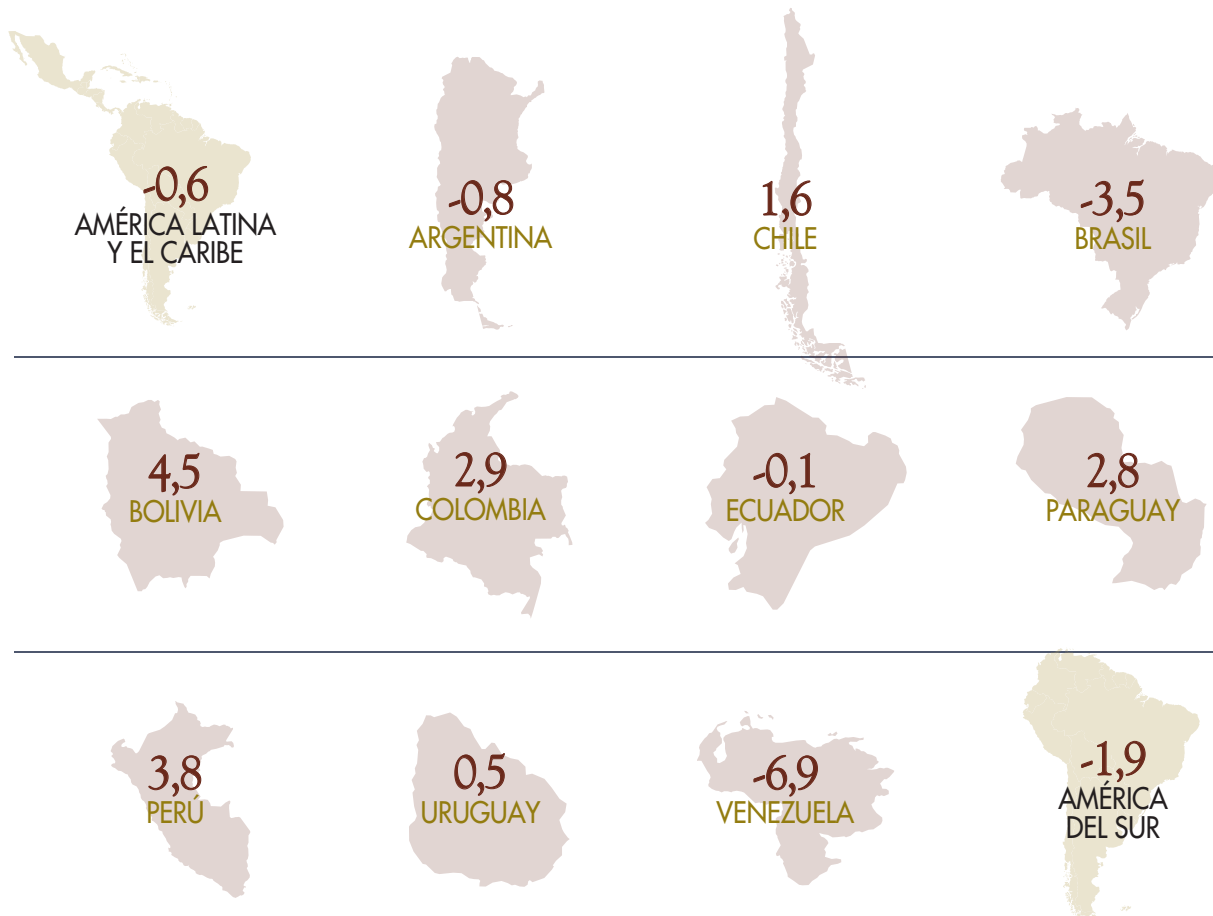 -0,6
AMÉRICA LATINA
Y EL CARIBE
-0,8
ARGENTINA
1,6
CHILE
-3,5
BRASIL
4,5
BOLIVIA
2,9
COLOMBIA
-0,1
ECUADOR
2,8
PARAGUAY
3,8
PERÚ
0,5
URUGUAY
-6,9
VENEZUELA
-1,9
AMÉRICA
DEL SUR